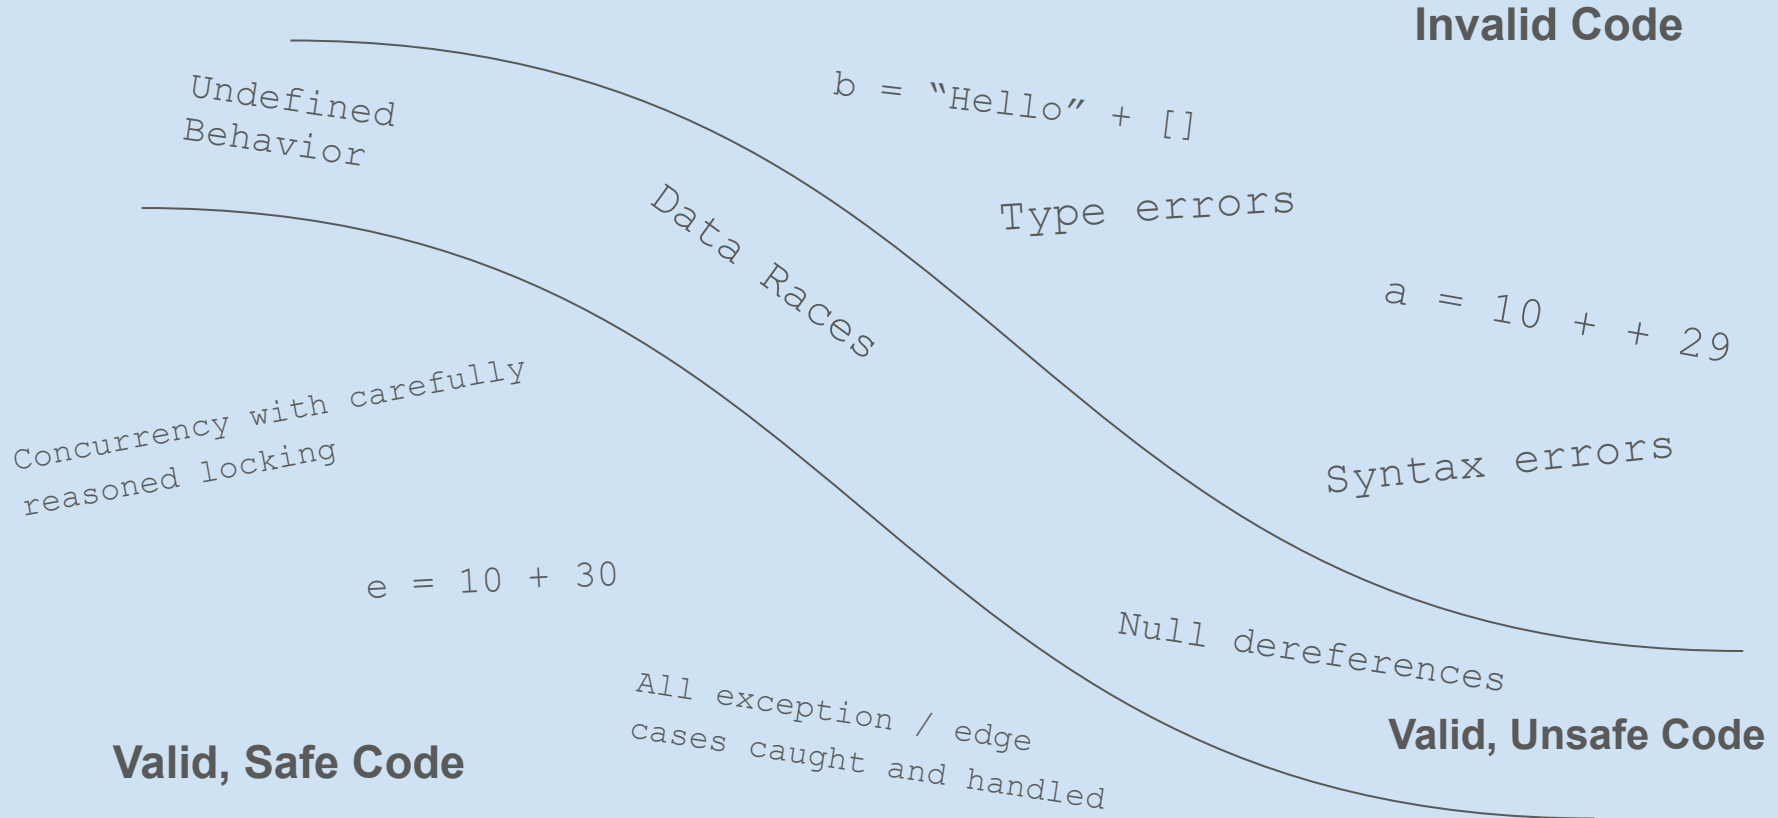 Invalid Code
Undefined
Behavior
b = “Hello” + []
Data Races
Type errors
a = 10 + + 29
Concurrency with carefully
reasoned locking
Syntax errors
e = 10 + 30
Null dereferences
All exception / edge
cases caught and handled
Valid, Unsafe Code
Valid, Safe Code